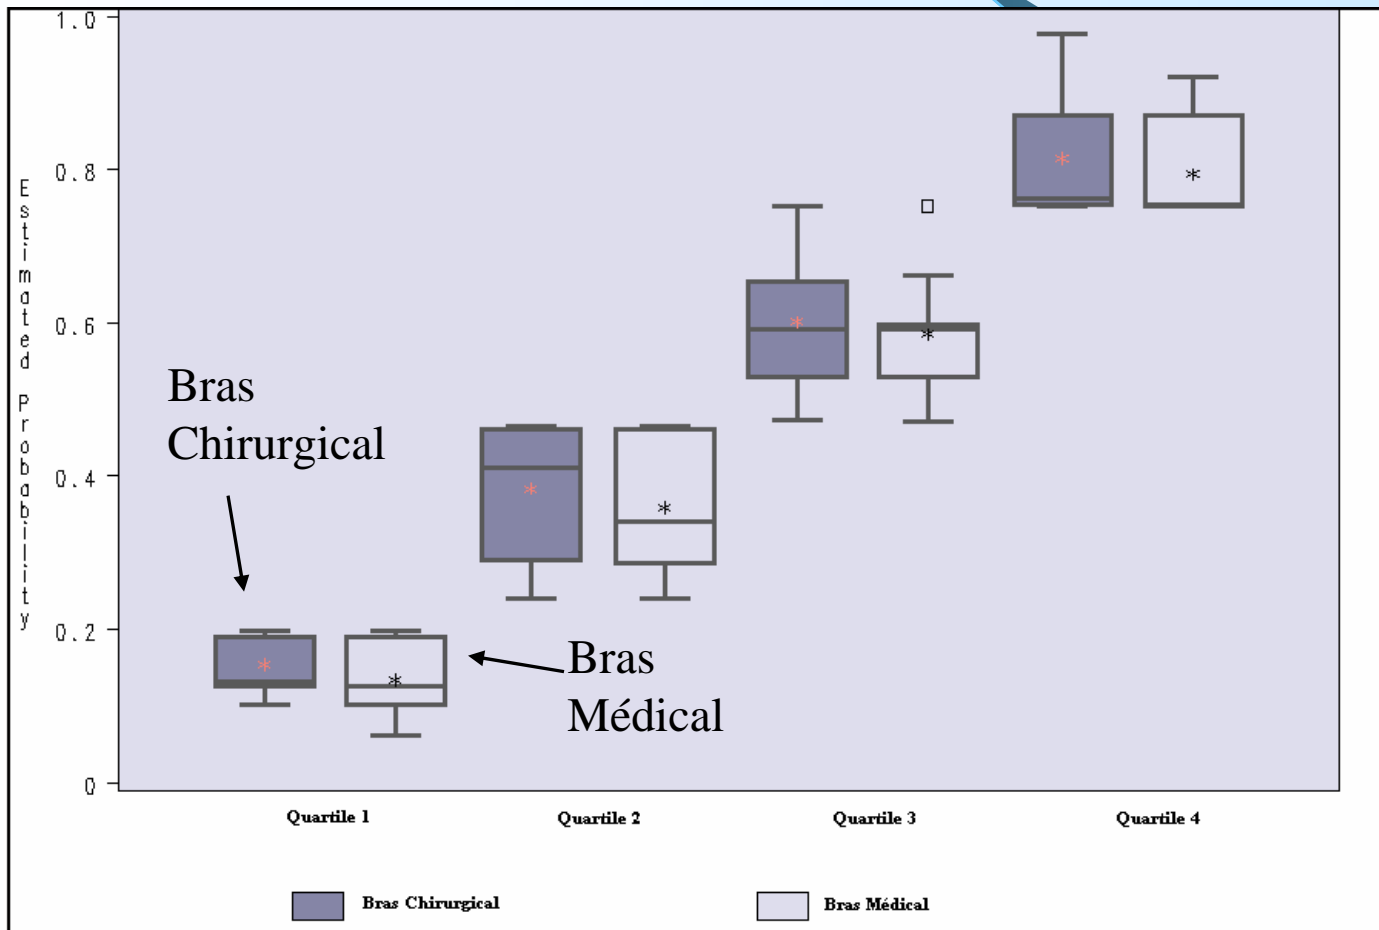 1.0
0.8
0.6
0.4
0.2
0
Estimated Probability
Bras
Chirurgical
Bras
Médical
Quartile 1
Quartile 2
Quartile 3
Quartile 4
Bras Chirurgical
Bras Médical